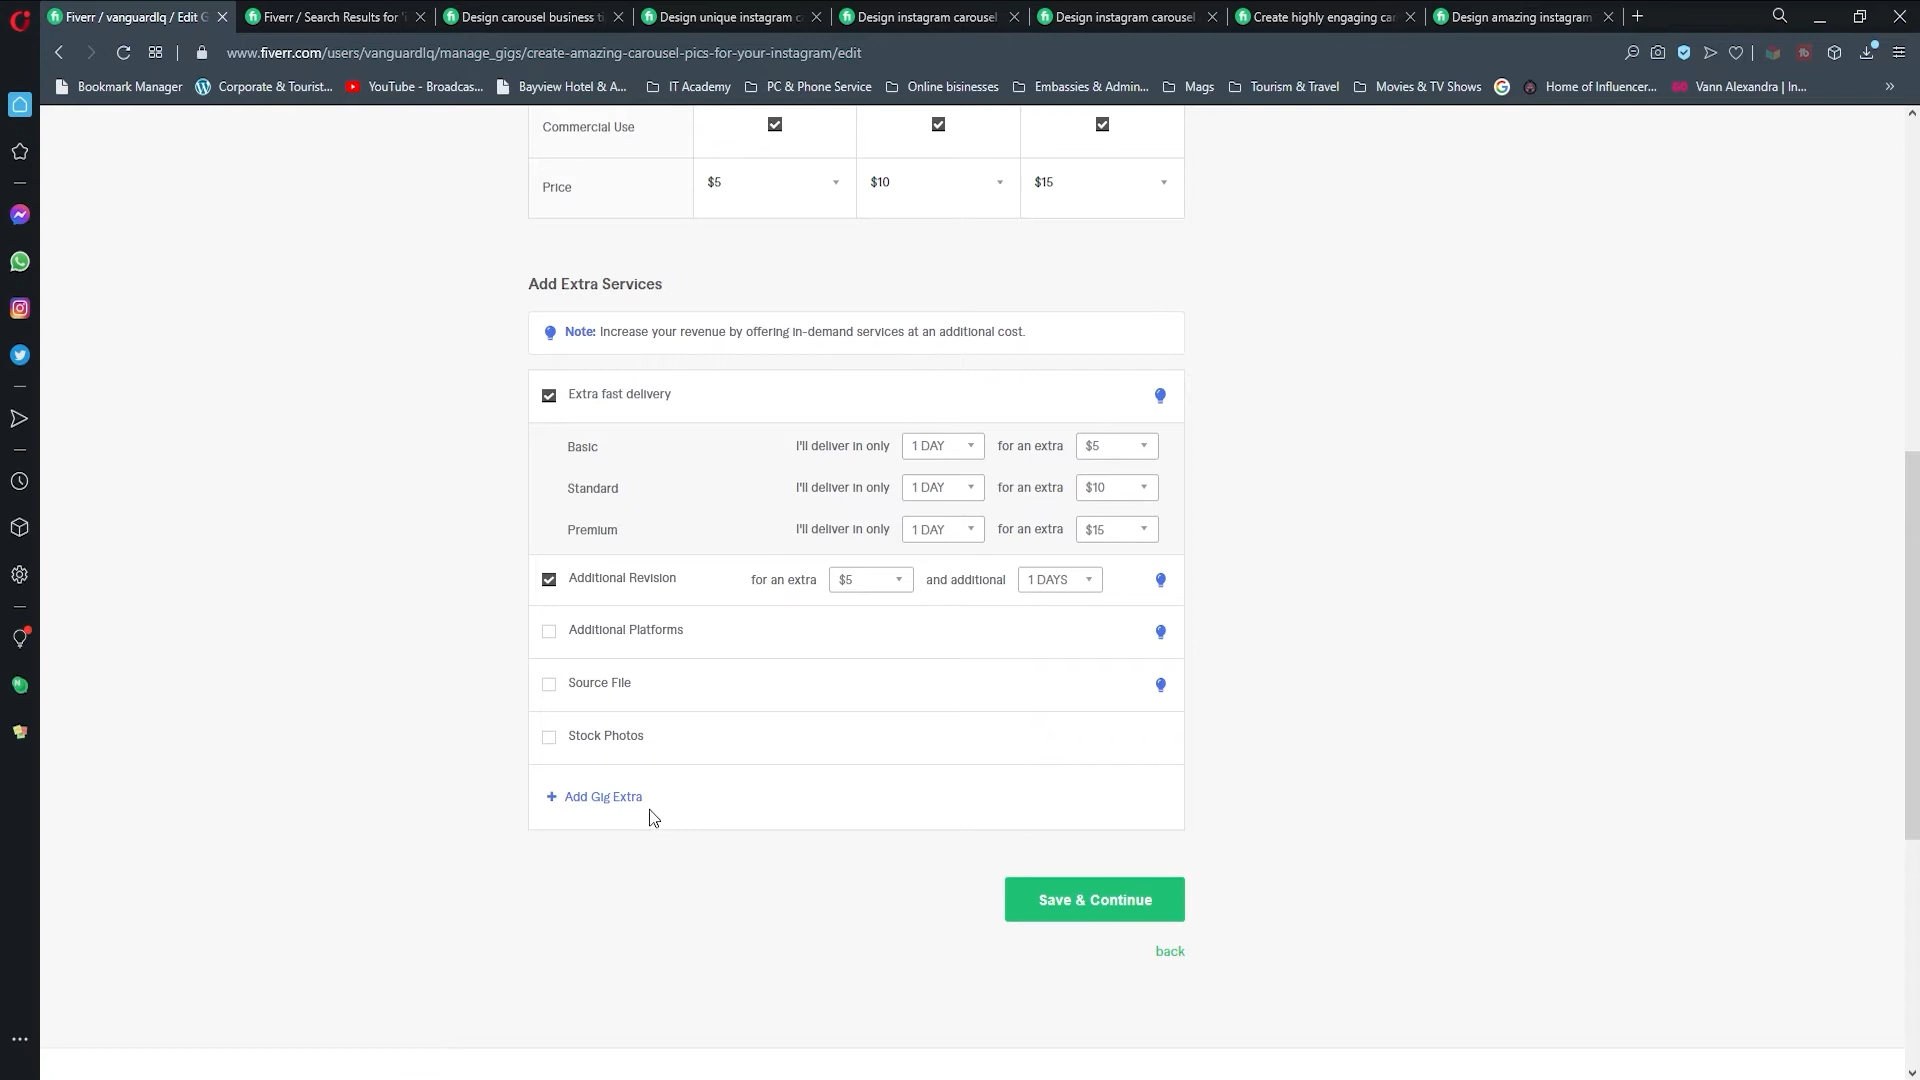 Fiverr / vanguardlq / Edit G
Fiverr / Search Results for
Design carousel business ti
Design unique instagram c
Design instagram carousel
Design instagram carousel
Create highly engaging car
Design amazing instagram
www.fiverr.com/users/vanguardlq/manage_gigs/create-amazing-carousel-pics-for-your-instagram/edit
Bookmark Manager
Corporate & Tourist...
YouTube - Broadcas...
Bayview Hotel & A...
IT Academy
PC & Phone Service
Online bisinesses
Embassies & Admin...
Mags
Tourism & Travel
Movies & TV Shows
Home of Influencer...
Vann Alexandra | In...
Commercial Use
Price $5 $10 $15
Add Extra Services
Note: Increase your revenue by offering in-demand services at an additional cost.
Extra fast delivery
Basic I'll deliver in only 1 DAY for an extra $5
Standard I'll deliver in only 1 DAY for an extra $10
Premium I'll deliver in only 1 DAY for an extra $15
Additional Revision for an extra $5 and additional 1 DAYS
Additional Platforms
Source File
Stock Photos
+ Add Gig Extra
Save & Continue
back